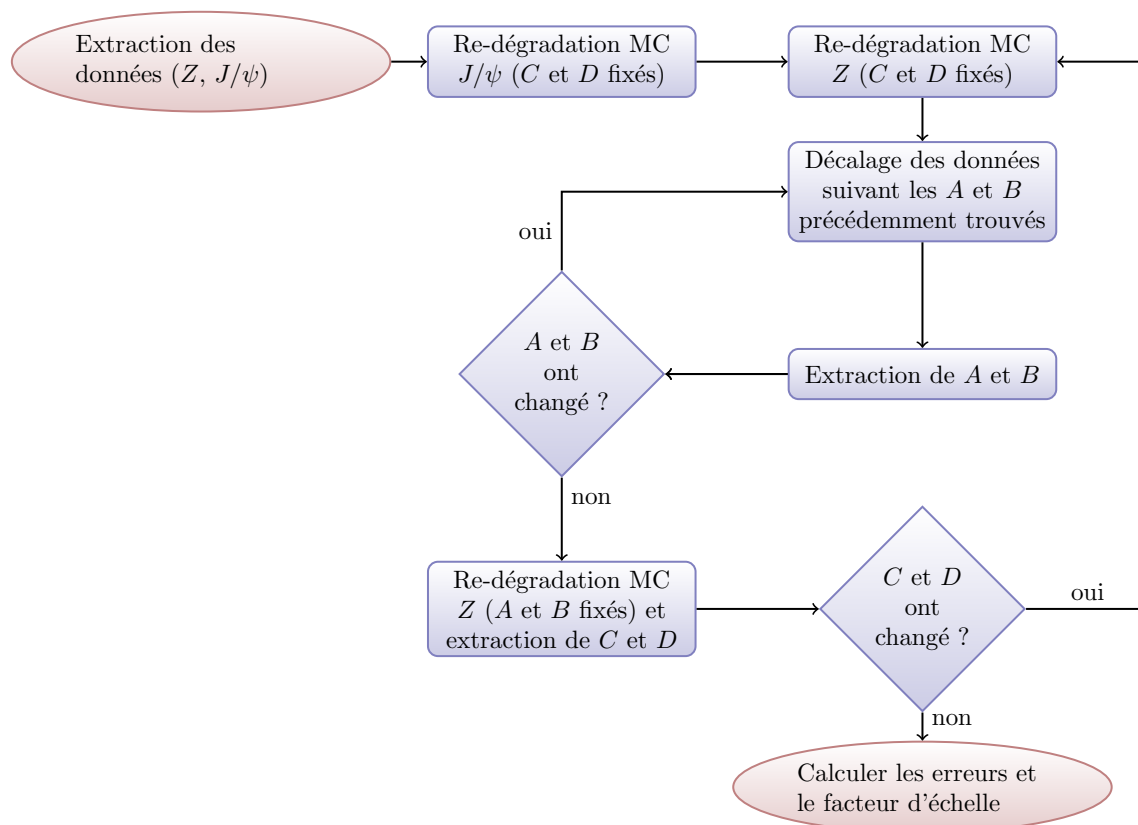 Extraction des
données (Z, J/ψ)
Re-dégradation MC
J/ψ (C et D fixés)
Re-dégradation MC
Z (C et D fixés)
Décalage des données
suivant les A et B
précédemment trouvés
oui
A et B
ont
changé ?
Extraction de A et B
non
Re-dégradation MC
Z (A et B fixés) et
extraction de C et D
C et D
ont
changé ?
oui
non
Calculer les erreurs et
le facteur d'échelle